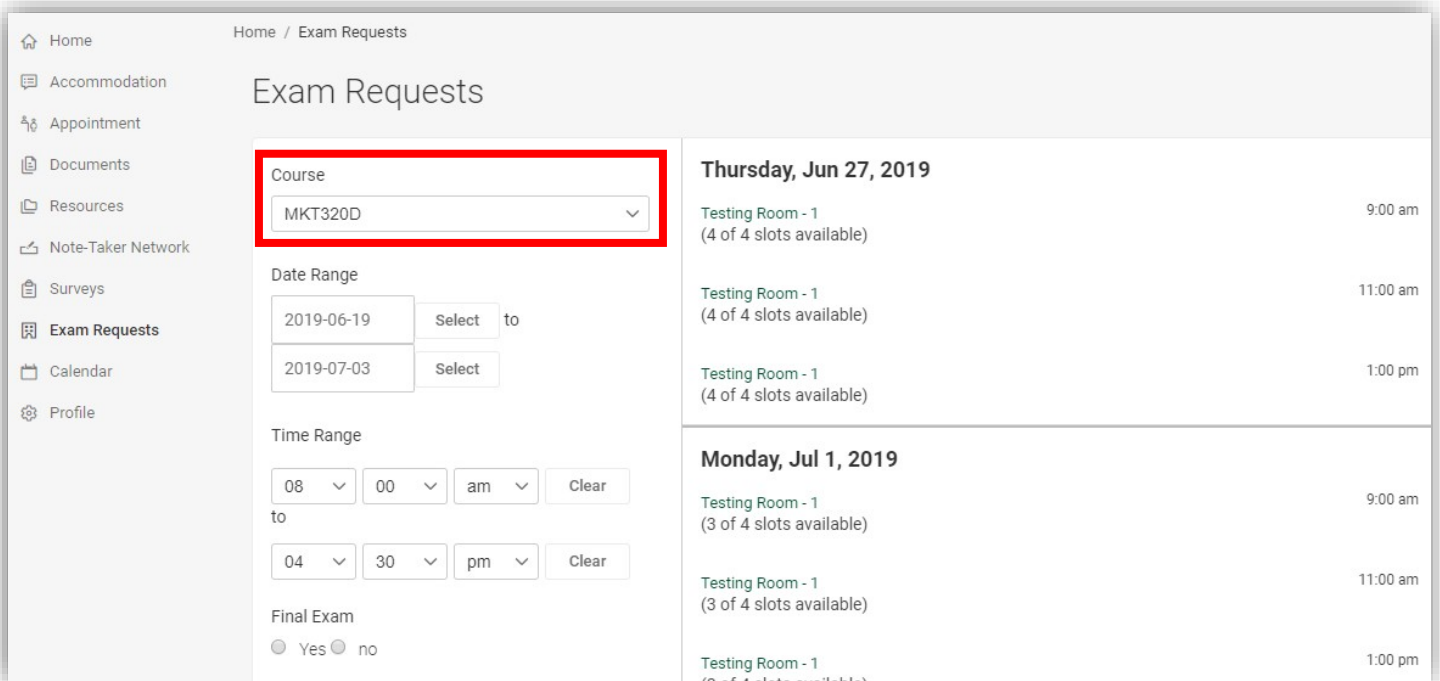 Home
Accommodation
Appointment
Documents
Resources
Note-Taker Network
Surveys
Exam Requests
Calendar
Profile
Home / Exam Requests
Exam Requests
Course
MKT320D
Date Range
2019-06-19 Select to
2019-07-03 Select
Time Range
08 00 am Clear
to
04 30 pm Clear
Final Exam
Yes no
Thursday, Jun 27, 2019
Testing Room - 1 9:00 am
(4 of 4 slots available)
Testing Room - 1 11:00 am
(4 of 4 slots available)
Testing Room - 1 1:00 pm
(4 of 4 slots available)
Monday, Jul 1, 2019
Testing Room - 1 9:00 am
(3 of 4 slots available)
Testing Room - 1 11:00 am
(3 of 4 slots available)
Testing Room - 1 1:00 pm
of 4 slots available)